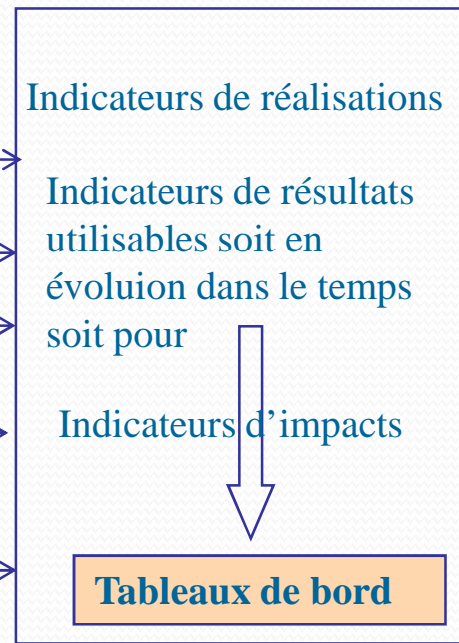 Indicateurs de réalisations
Indicateurs de résultats
utilisables soit en
évoluion dans le temps
soit pour
Indicateurs d’impacts
Tableaux de bord